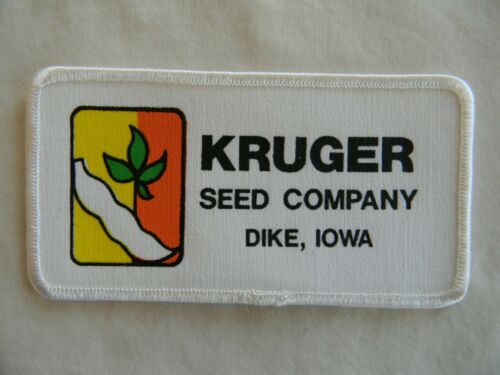 KRUGER
SEED COMPANY
DIKE, IOWA